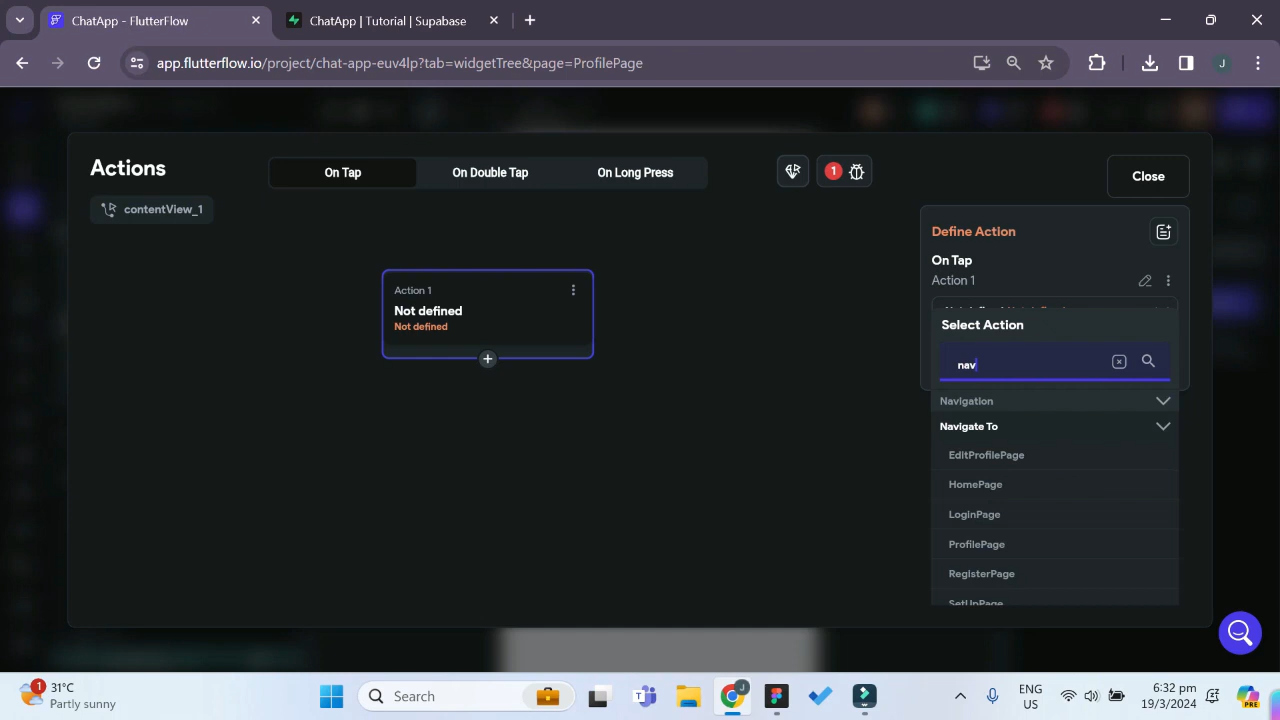 ChatApp - FlutterFlow
ChatApp | Tutorial | Supabase
app.flutterflow.io/project/chat-app-euv4lp?tab=widgetTree&page=ProfilePage
J
Actions
On Tap
On Double Tap
On Long Press
1
Close
contentView_1
Define Action
On Tap
Action 1
Action 1
Not defined
Not defined
Select Action
nav
Navigation
Navigate To
EditProfilePage
HomePage
LoginPage
ProfilePage
RegisterPage
SetUpPage
1
31°C
Partly sunny
Search
J
ENG
US
6:32 pm
19/3/2024
PRE